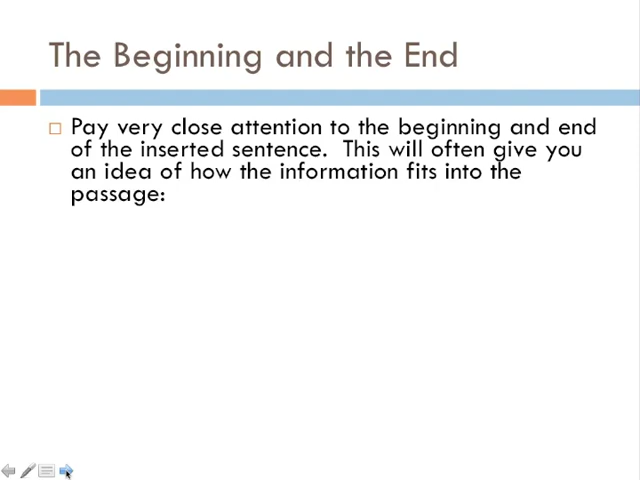 The Beginning and the End
Pay very close attention to the beginning and end
of the inserted sentence.  This will often give you
an idea of how the information fits into the
passage: